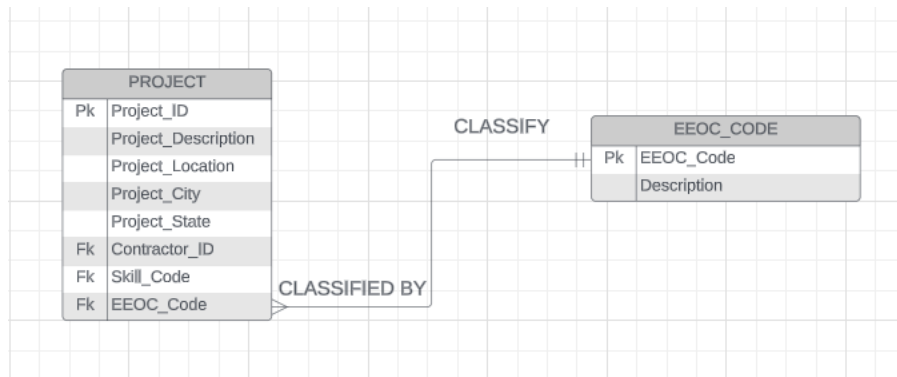 PROJECT
Pk Project_ID
Project_Description
Project_Location
Project_City
Project_State
Fk Contractor_ID
Fk Skill_Code
Fk EEOC_Code
CLASSIFIED BY
CLASSIFY
EEOC_CODE
Pk EEOC_Code
Description